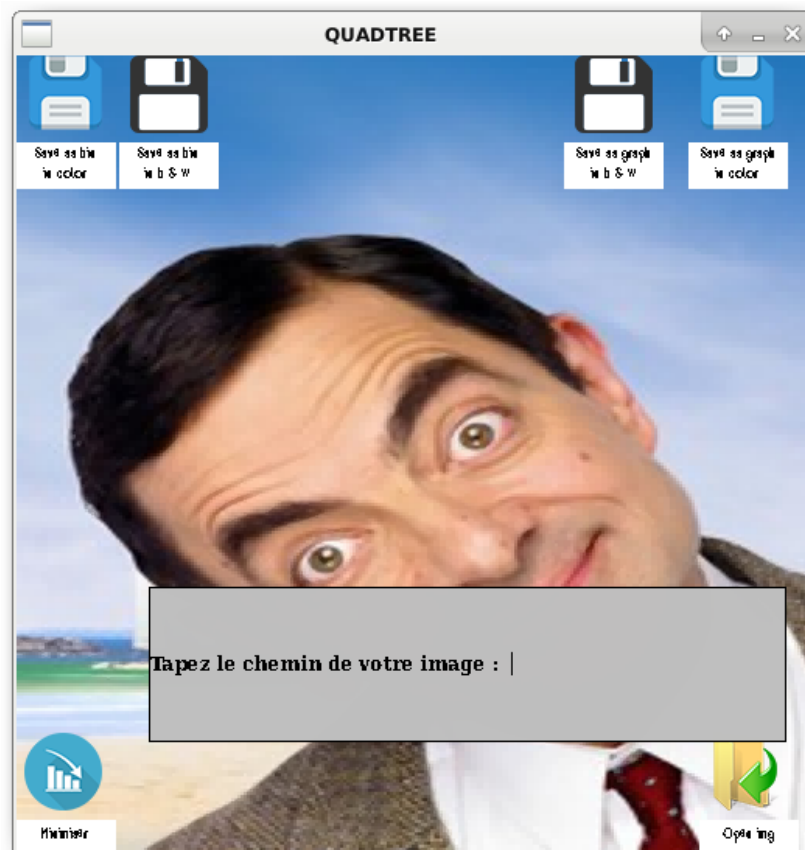 QUADTREE
Save as bin
in color
Save as bin
in b & w
Save as graph
in b & w
Save as graph
in color
Tapez le chemin de votre image :
Minimiser
Open img